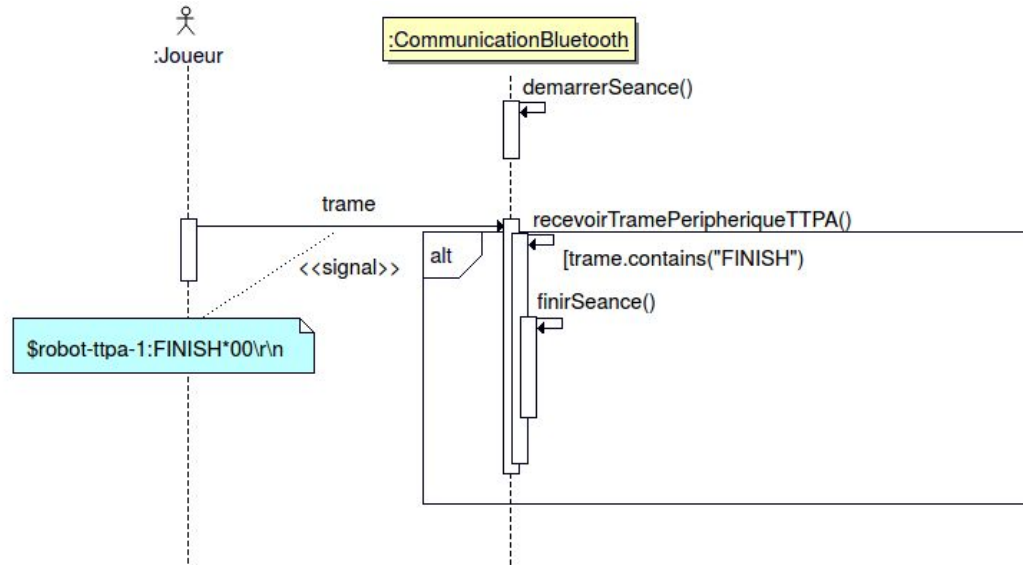 :Joueur
:CommunicationBluetooth
demarrerSeance()
trame
recevoirTramePeripheriqueTTPA()
alt
[trame.contains("FINISH")
<<signal>>
finirSeance()
$robot-ttpa-1:FINISH*00\r\n